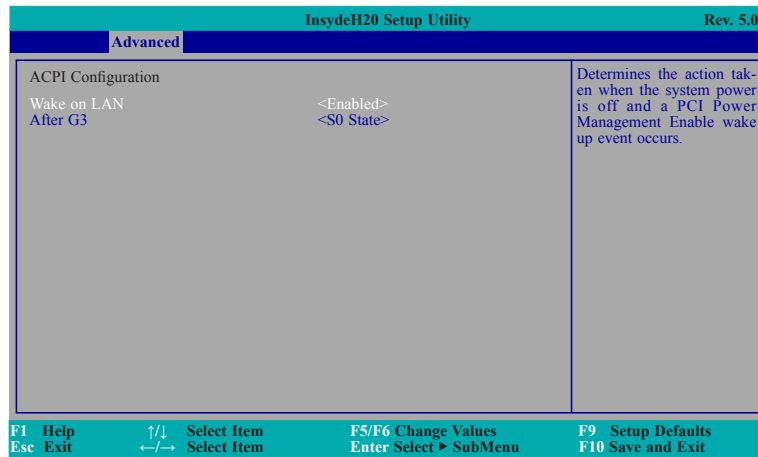 InsydeH20 Setup Utility Rev. 5.0
Advanced
ACPI Configuration
Wake on LAN <Enabled>
After G3 <S0 State>
Determines the action tak-
en when the system power
is off and a PCI Power
Management Enable wake
up event occurs.
F1 Help ↑/↓ Select Item F5/F6 Change Values F9 Setup Defaults
Esc Exit ←/→ Select Item Enter Select ▶ SubMenu F10 Save and Exit